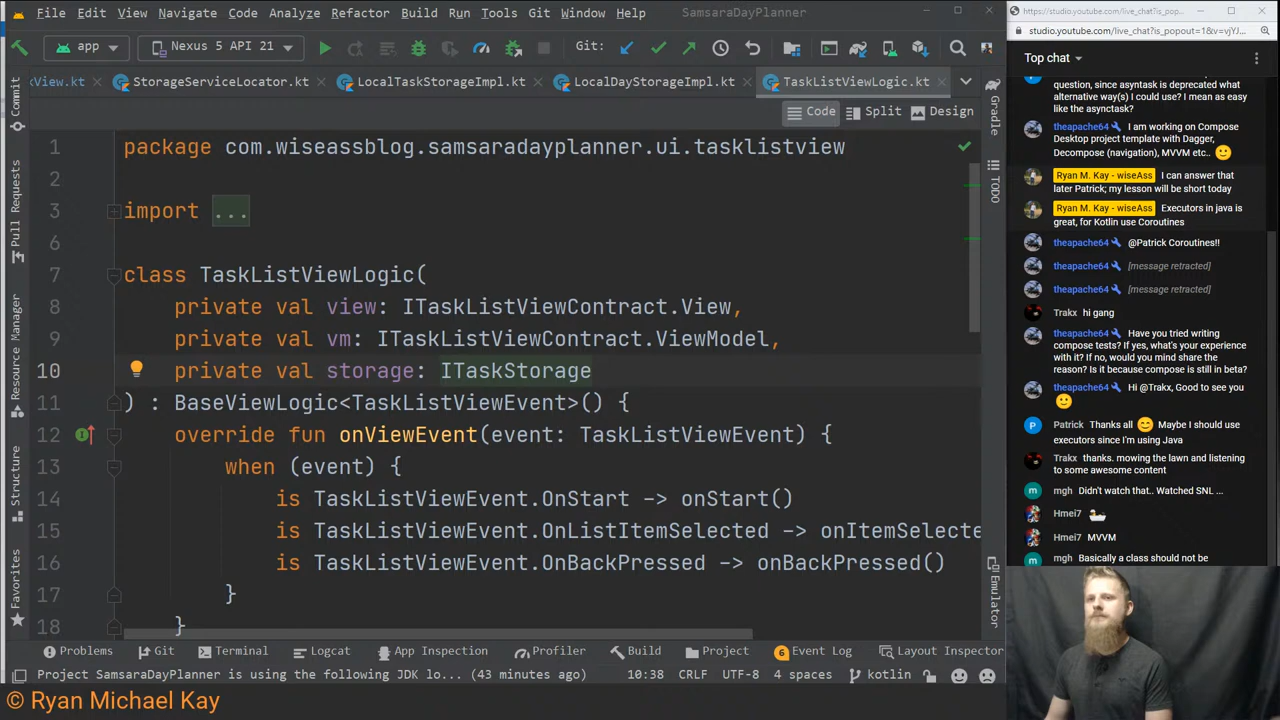 File Edit View Navigate Code Analyze Refactor Build Run Tools Git Window Help SamsaraDayPlanner
app Nexus 5 API 21 Git:
View.kt StorageServiceLocator.kt LocalTaskStorageImpl.kt LocalDayStorageImpl.kt TaskListViewLogic.kt
Code Split Design
1 package com.wiseassblog.samsaradayplanner.ui.tasklistview
2
3 import ...
6
7 class TaskListViewLogic(
8 private val view: ITaskListViewContract.View,
9 private val vm: ITaskListViewContract.ViewModel,
10 private val storage: ITaskStorage
11 ) : BaseViewLogic<TaskListViewEvent>() {
12 override fun onViewEvent(event: TaskListViewEvent) {
13 when (event) {
14 is TaskListViewEvent.OnStart -> onStart()
15 is TaskListViewEvent.OnListItemSelected -> onItemSelecte
16 is TaskListViewEvent.OnBackPressed -> onBackPressed()
17 }
18 }
Commit
Pull Requests
Resource Manager
Structure
Favorites
Gradle
TODO
Emulator
Problems Git Terminal Logcat App Inspection Profiler Build Project 6 Event Log Layout Inspector
Project SamsaraDayPlanner is using the following JDK lo... (43 minutes ago) 10:38 CRLF UTF-8 4 spaces kotlin
© Ryan Michael Kay
https://studio.youtube.com/live_chat?is_popout=1&v=vjYJ
Top chat
question, since asyntask is deprecated what
alternative way(s) I could use? I mean as easy
like the asynctask?
theapache64 I am working on Compose
Desktop project template with Dagger,
Decompose (navigation), MVVM etc.. 🙂
Ryan M. Kay - wiseAss I can answer that
later Patrick; my lesson will be short today
Ryan M. Kay - wiseAss Executors in java is
great, for Kotlin use Coroutines
theapache64 @Patrick Coroutines!!
theapache64 [message retracted]
theapache64 [message retracted]
Trakx hi gang
theapache64 Have you tried writing
compose tests? If yes, what's your experience
with it? If no, would you mind share the
reason? Is it because compose is still in beta?
theapache64 Hi @Trakx, Good to see you
🙂
P Patrick Thanks all 😊 Maybe I should use
executors since I'm using Java
Trakx thanks. mowing the lawn and listening
to some awesome content
m mgh Didn't watch that.. Watched SNL ...
Hmei7
Hmei7 MVVM
m mgh Basically a class should not be